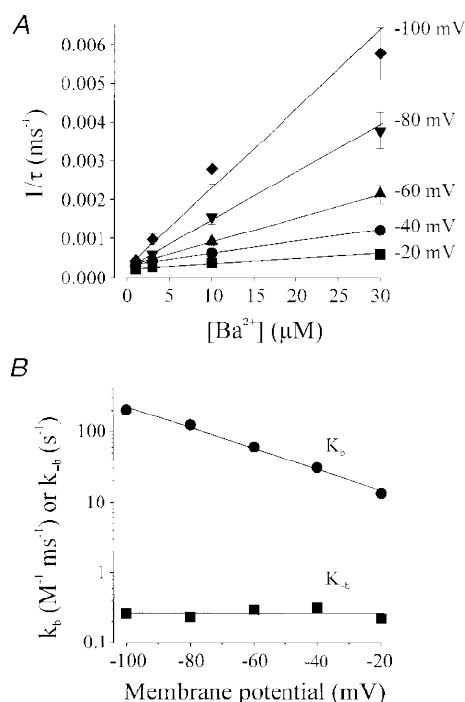 A
1/τ (ms⁻¹)
0.006
0.005
0.004
0.003
0.002
0.001
0.000
-100 mV
-80 mV
-60 mV
-40 mV
-20 mV
0 5 10 15 20 25 30
[Ba²⁺] (μM)
B
k_b (M⁻¹ ms⁻¹) or k_-b (s⁻¹)
100
10
1
0.1
K_b
K_-b
-100 -80 -60 -40 -20
Membrane potential (mV)